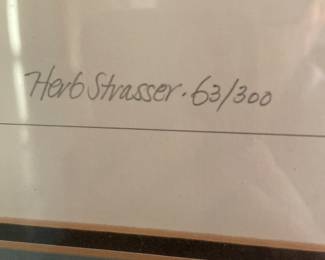 Herb Strasser · 63/300